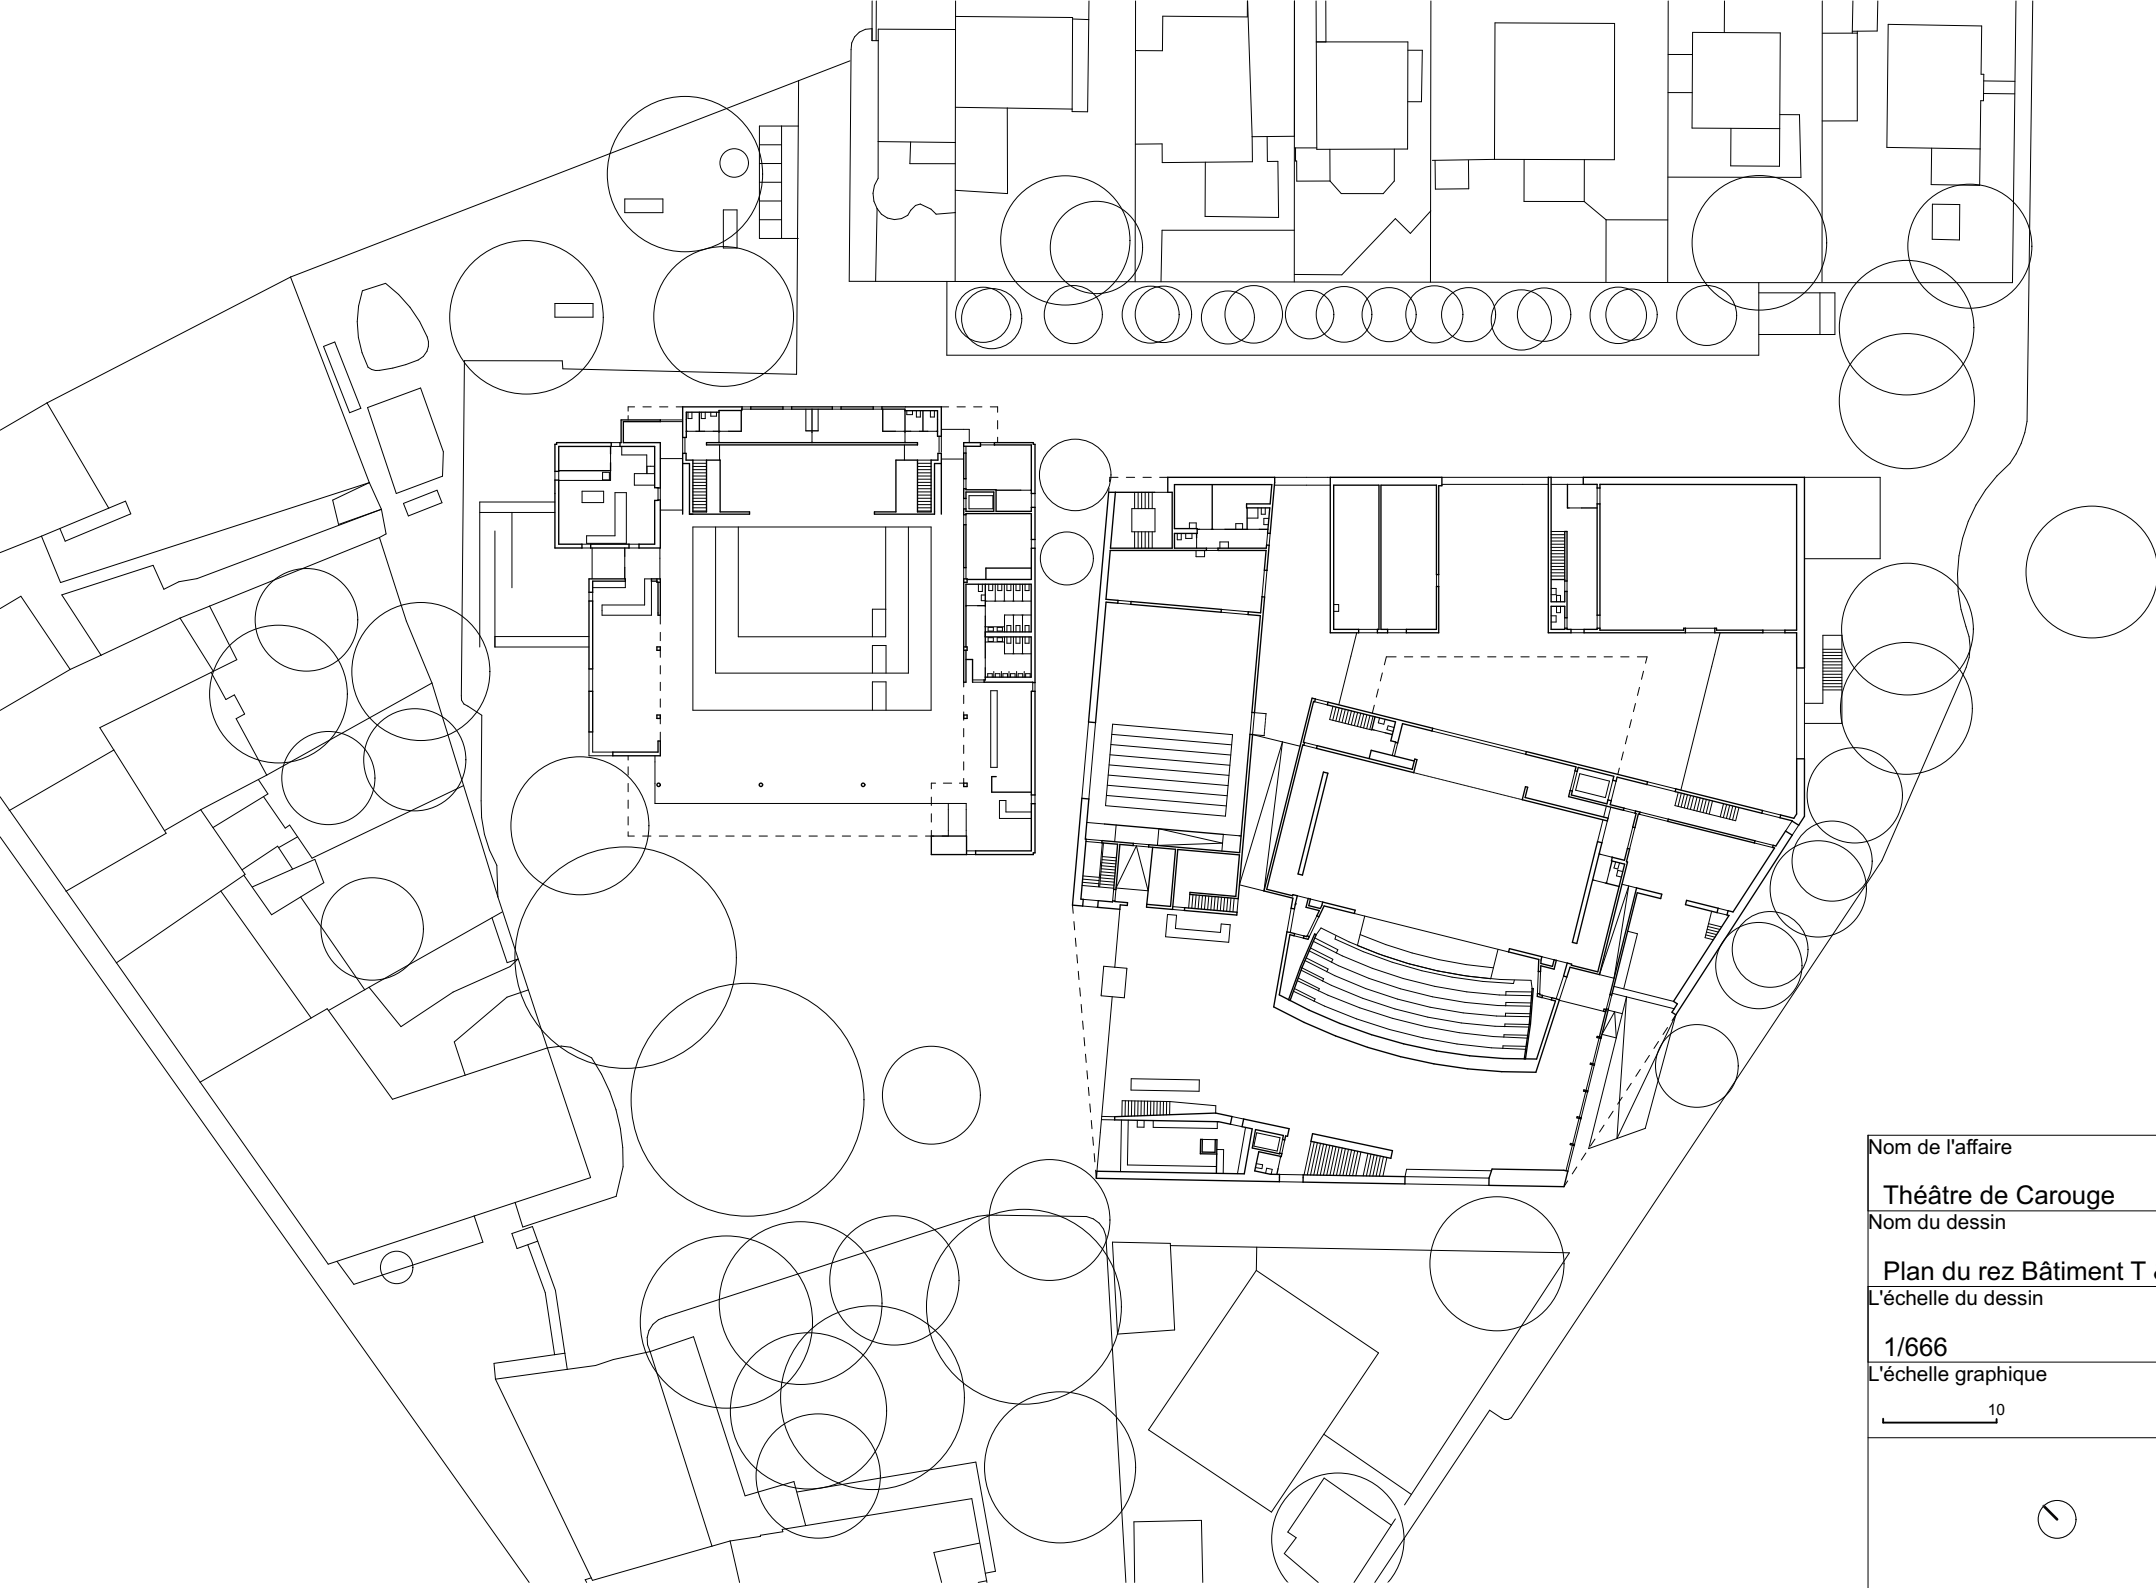 Nom de l'affaire
Théâtre de Carouge
Nom du dessin
Plan du rez Bâtiment T
L'échelle du dessin
1/666
L'échelle graphique
10